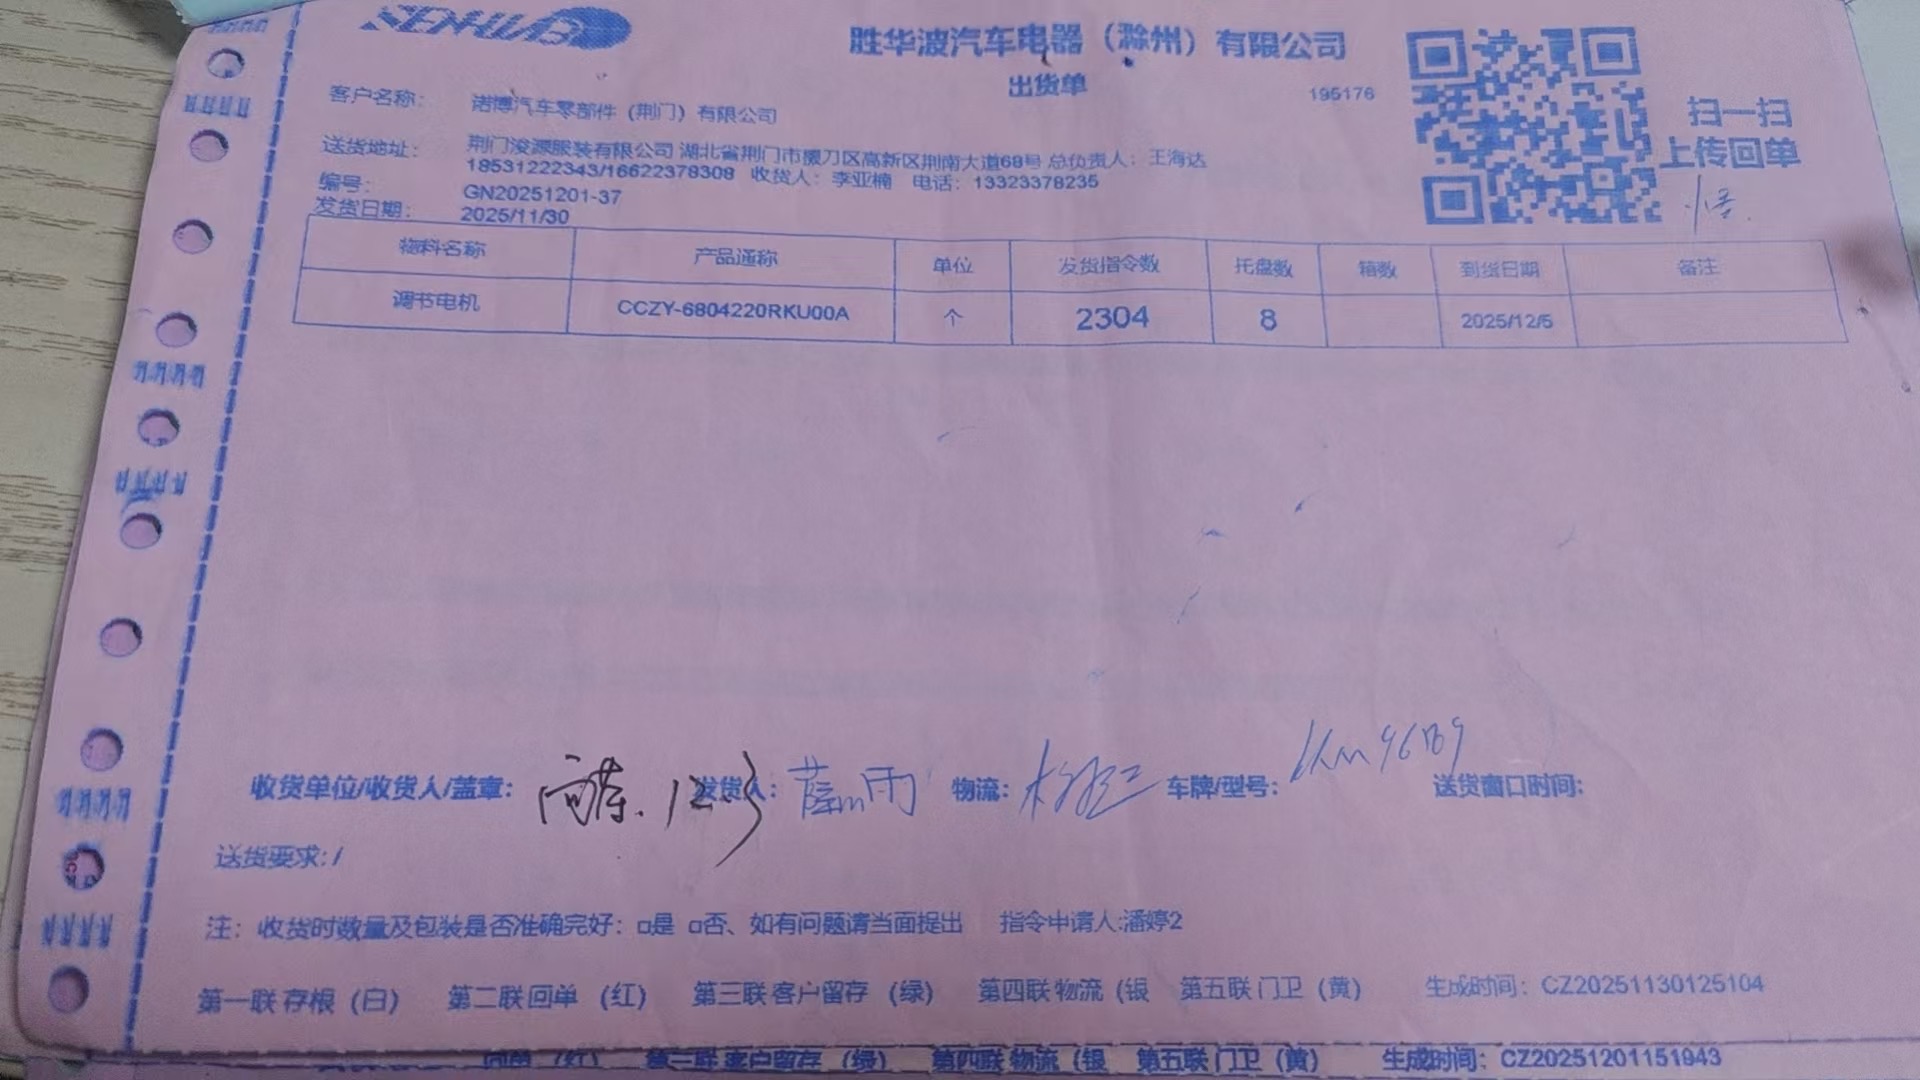 SENHWA
胜华波汽车电器（滁州）有限公司
出货单
195176
扫一扫
上传回单
客户名称： 诺博汽车零部件（荆门）有限公司
送货地址： 荆门浚源服装有限公司 湖北省荆门市掇刀区高新区荆南大道68号 总负责人：王海达
18531222343/16622378308 收货人：李亚楠 电话：13323378235
编号： GN20251201-37
发货日期： 2025/11/30
物料名称 产品通称 单位 发货指令数 托盘数 箱数 到货日期 备注
调节电机 CCZY-6804220RKU00A 个 2304 8 2025/12/5
收货单位/收货人/盖章： 12.3 发货人： 物流： 车牌/型号： 送货窗口时间：
送货要求：/
注：收货时数量及包装是否准确完好：□是 □否、如有问题请当面提出 指令申请人:潘婷2
第一联 存根（白） 第二联 回单（红） 第三联 客户留存（绿） 第四联 物流（银 第五联 门卫（黄） 生成时间：CZ20251130125104
回单（红） 第三联 客户留存（绿） 第四联 物流（银 第五联 门卫（黄） 生成时间：CZ20251201151943